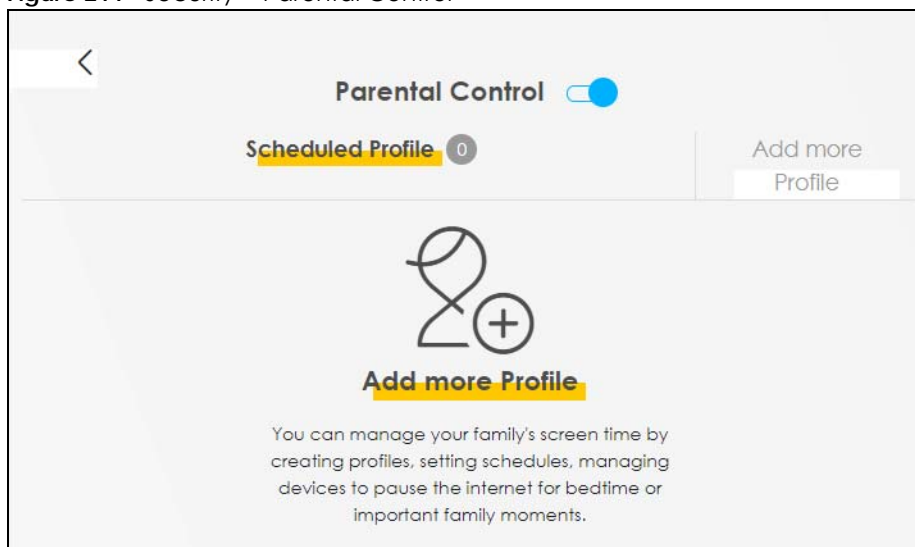 Parental Control
Scheduled Profile 0
Add more
Profile
Add more Profile
You can manage your family's screen time by
creating profiles, setting schedules, managing
devices to pause the internet for bedtime or
important family moments.